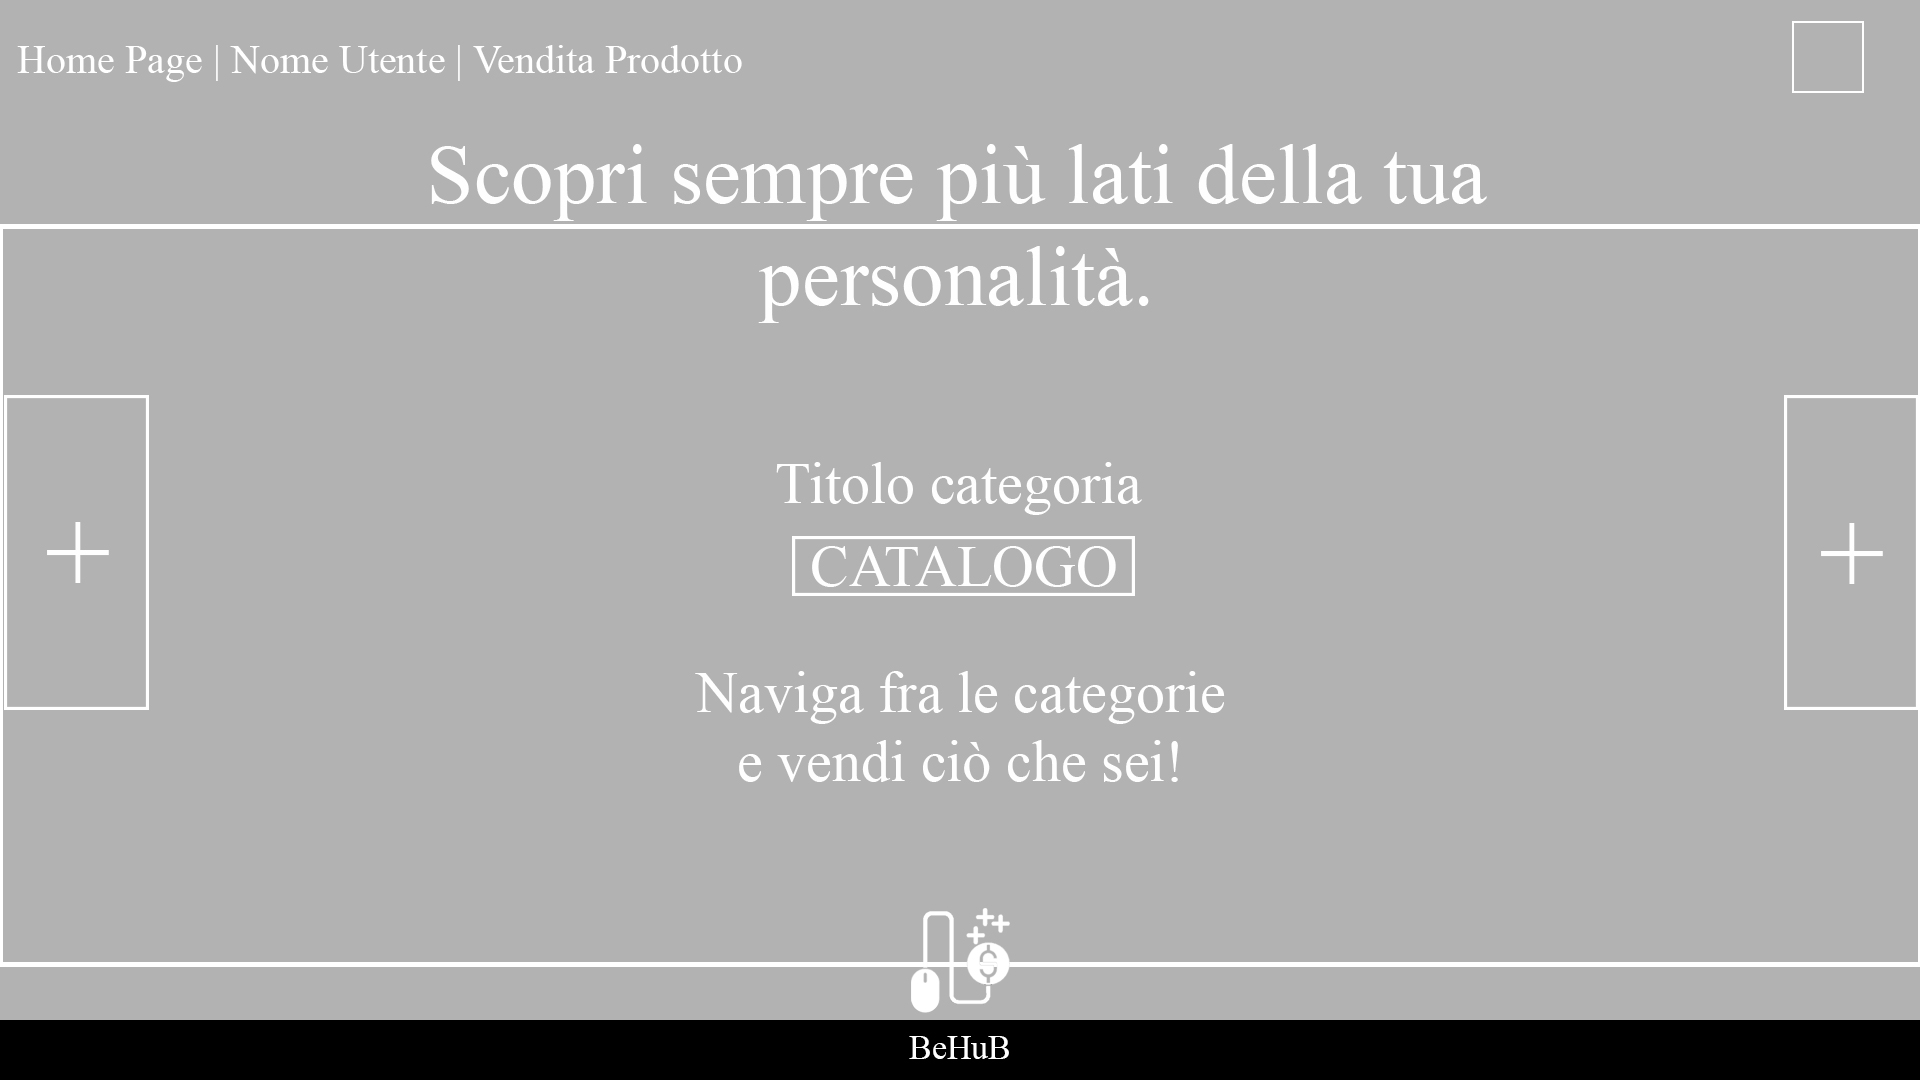 Home Page | Nome Utente | Vendita Prodotto
Scopri sempre più lati della tua
personalità.
+
+
Titolo categoria
CATALOGO
Naviga fra le categorie
e vendi ciò che sei!
$
BeHuB